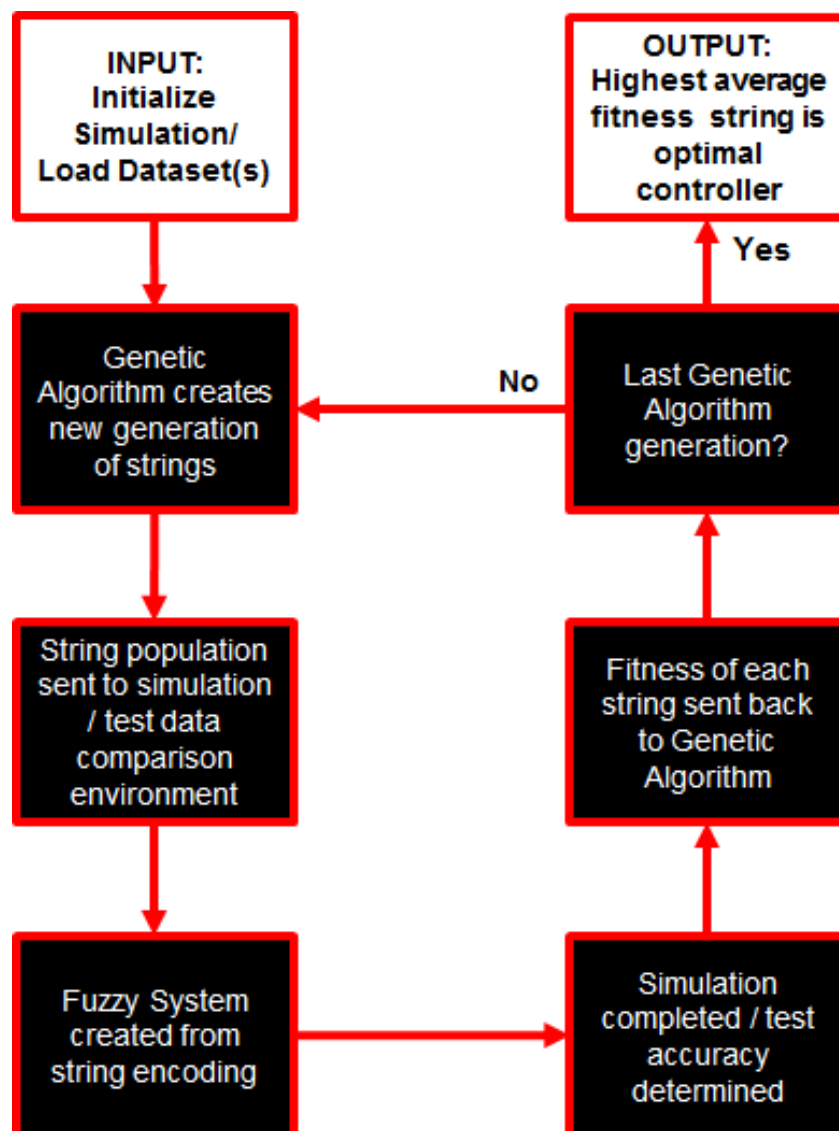 INPUT:
Initialize
Simulation/
Load Dataset(s)
Genetic
Algorithm creates
new generation
of strings
String population
sent to simulation
/ test data
comparison
environment
Fuzzy System
created from
string encoding
Simulation
completed / test
accuracy
determined
Fitness of each
string sent back
to Genetic
Algorithm
Last Genetic
Algorithm
generation?
No
Yes
OUTPUT:
Highest average
fitness string is
optimal
controller